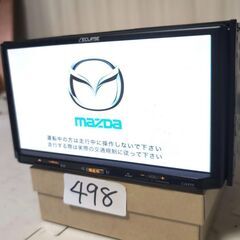 ECLIPSE
mazda
運転中の方は走行中に操作しないで下さい
走行する際は実際の交通規制に従って下さい
498